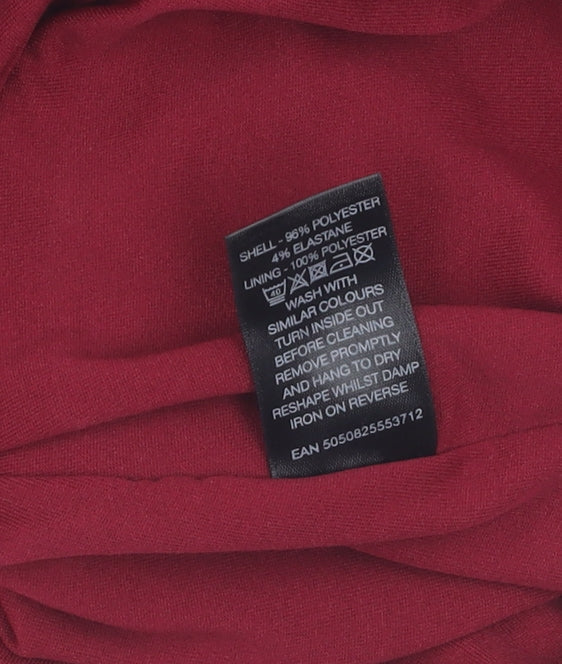 SHELL - 96% POLYESTER
4% ELASTANE
LINING - 100% POLYESTER
40
WASH WITH
SIMILAR COLOURS
TURN INSIDE OUT
BEFORE CLEANING
REMOVE PROMPTLY
AND HANG TO DRY
RESHAPE WHILST DAMP
IRON ON REVERSE
EAN 5050825553712